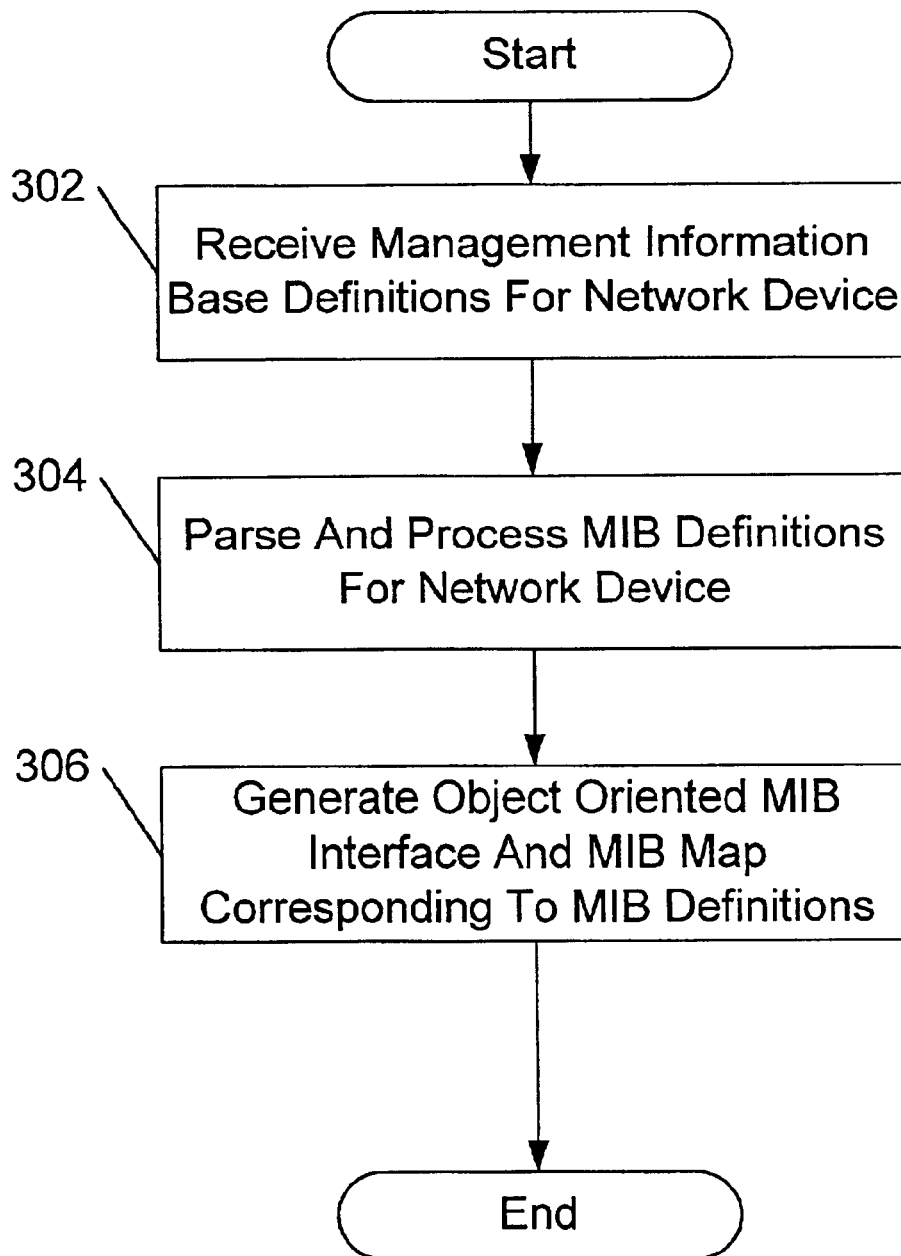 Start
302
Receive Management Information
Base Definitions For Network Device
304
Parse And Process MIB Definitions
For Network Device
306
Generate Object Oriented MIB
Interface And MIB Map
Corresponding To MIB Definitions
End